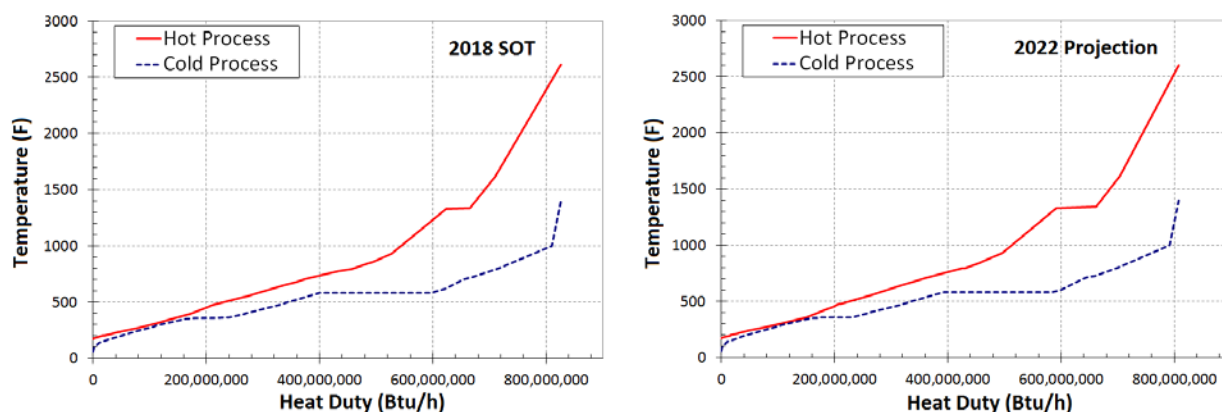 3000
2500
2000
1500
1000
500
0
Temperature (F)
Hot Process
Cold Process
2018 SOT
0
200,000,000
400,000,000
600,000,000
800,000,000
Heat Duty (Btu/h)
3000
2500
2000
1500
1000
500
0
Temperature (F)
Hot Process
Cold Process
2022 Projection
0
200,000,000
400,000,000
600,000,000
800,000,000
Heat Duty (Btu/h)